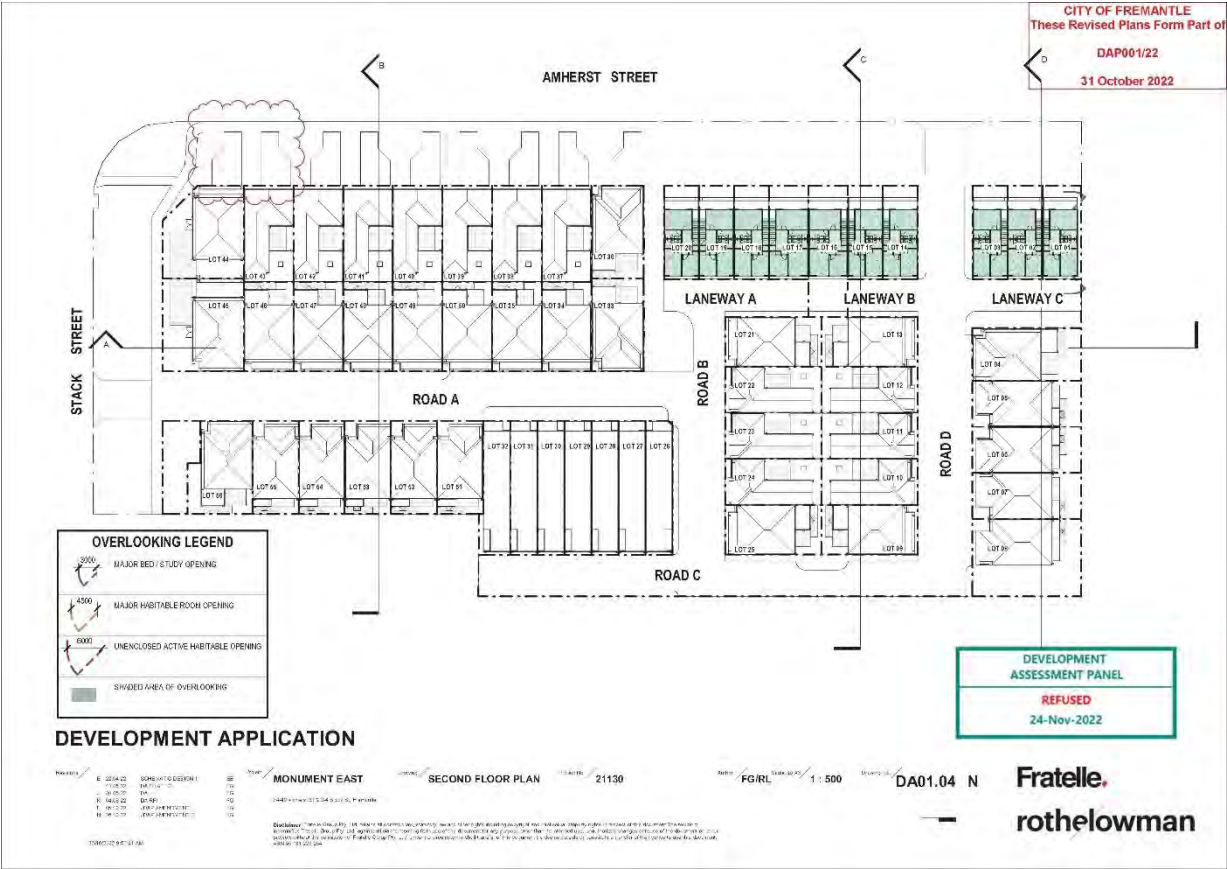 CITY OF FREMANTLE
These Revised Plans Form Part of
DAP001/22
31 October 2022
B
C
D
AMHERST STREET
LOT 44
LOT 43
LOT 42
LOT 41
LOT 40
LOT 39
LOT 38
LOT 37
LOT 36
LOT 20
LOT 19
LOT 18
LOT 17
LOT 16
LOT 15
LOT 14
LOT 03
LOT 02
LOT 01
LANEWAY A
LANEWAY B
LANEWAY C
LOT 45
LOT 46
LOT 47
LOT 49
LOT 50
LOT 35
LOT 34
LOT 33
STACK STREET
A
ROAD A
ROAD B
ROAD D
ROAD C
LOT 21
LOT 13
LOT 22
LOT 12
LOT 23
LOT 11
LOT 24
LOT 10
LOT 25
LOT 09
LOT 04
LOT 05
LOT 06
LOT 07
LOT 08
LOT 56
LOT 55
LOT 54
LOT 53
LOT 52
LOT 51
LOT 32
LOT 31
LOT 30
LOT 29
LOT 28
LOT 27
LOT 26
OVERLOOKING LEGEND
3000
MAJOR BED / STUDY OPENING
4500
MAJOR HABITABLE ROOM OPENING
6000
UNENCLOSED ACTIVE HABITABLE OPENING
SHADED AREA OF OVERLOOKING
DEVELOPMENT
ASSESSMENT PANEL
REFUSED
24-Nov-2022
DEVELOPMENT APPLICATION
MONUMENT EAST
SECOND FLOOR PLAN
21130
FG/RL
1 : 500
DA01.04 N
Fratelle.
rothelowman